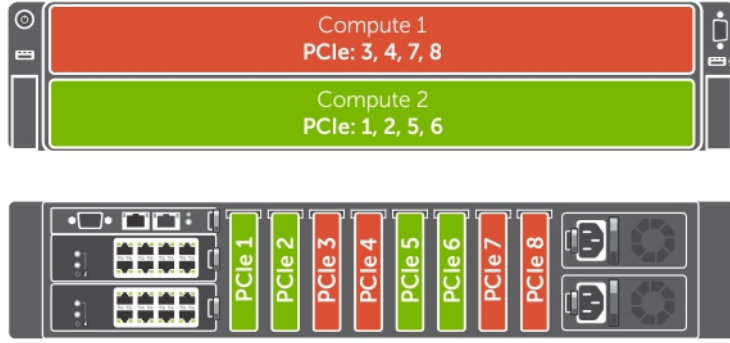 Compute 1
PCIe: 3, 4, 7, 8
Compute 2
PCIe: 1, 2, 5, 6
PCIe 1
PCIe 2
PCIe 3
PCIe 4
PCIe 5
PCIe 6
PCIe 7
PCIe 8